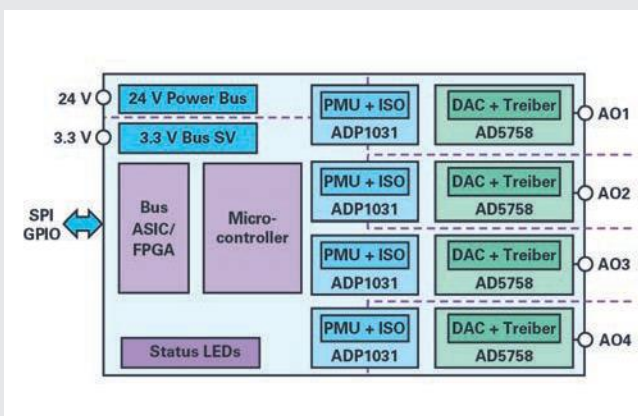 24 V
24 V Power Bus
3.3 V
3.3 V Bus SV
SPI
GPIO
Bus
ASIC/
FPGA
Micro-
controller
Status LEDs
PMU + ISO
ADP1031
DAC + Treiber
AD5758
AO1
PMU + ISO
ADP1031
DAC + Treiber
AD5758
AO2
PMU + ISO
ADP1031
DAC + Treiber
AD5758
AO3
PMU + ISO
ADP1031
DAC + Treiber
AD5758
AO4